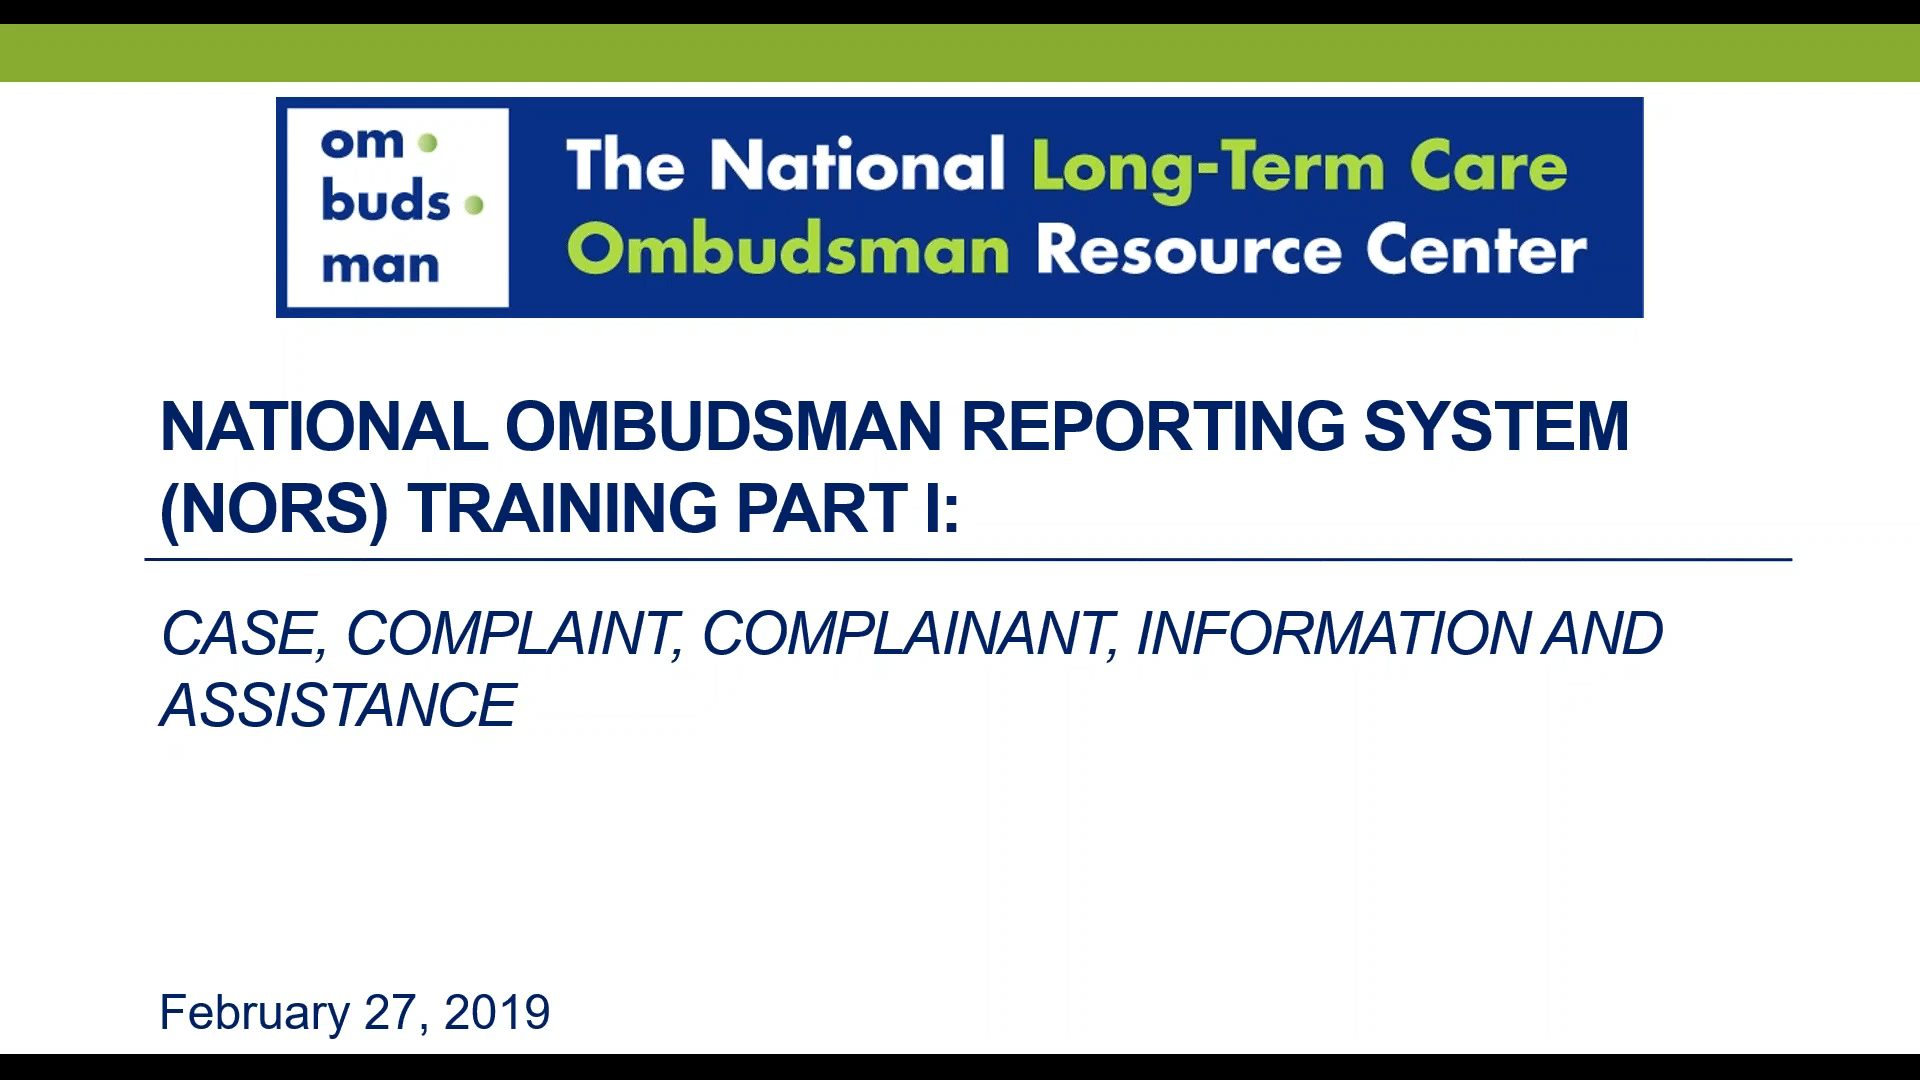 om
buds
man
The National Long-Term Care
Ombudsman Resource Center
NATIONAL OMBUDSMAN REPORTING SYSTEM
(NORS) TRAINING PART I:
CASE, COMPLAINT, COMPLAINANT, INFORMATION AND
ASSISTANCE
February 27, 2019